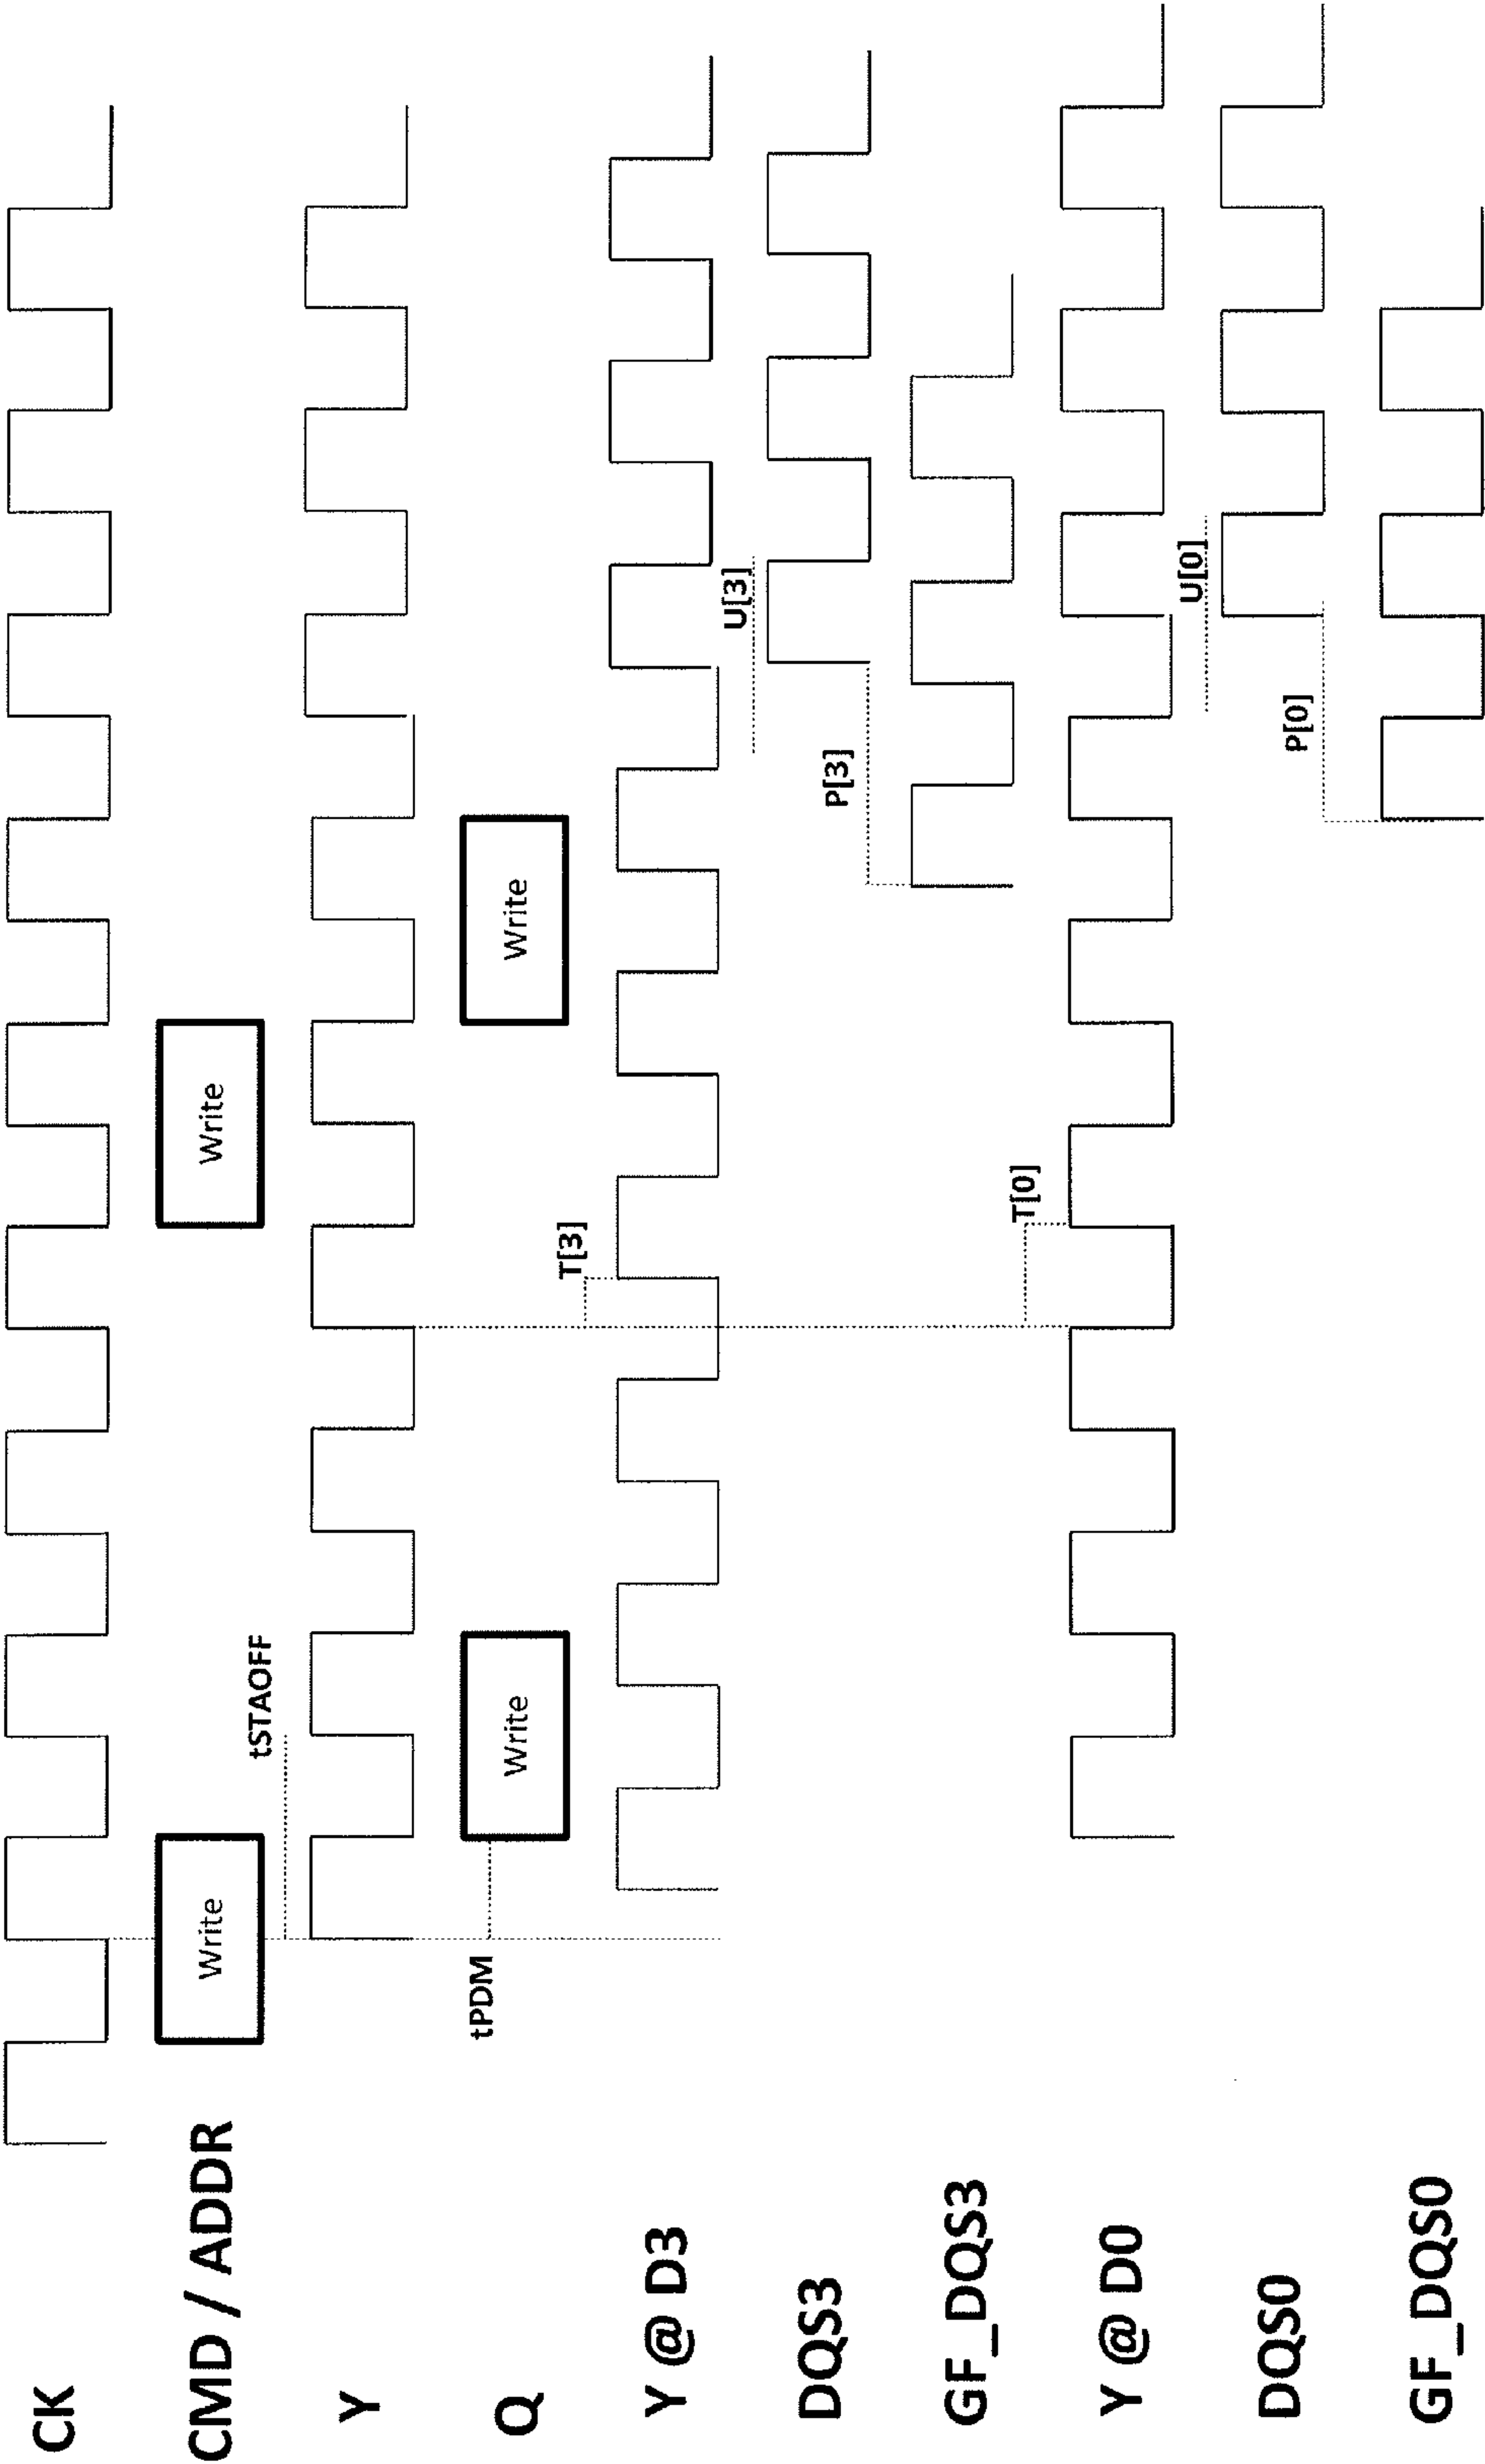 CK
CMD / ADDR
Write
Write
tSTAOFF
Y
Q
tPDM
Write
Write
T[3]
Y @ D3
U[3]
DQS3
P[3]
GF_DQS3
T[0]
Y @ D0
U[0]
DQS0
P[0]
GF_DQS0